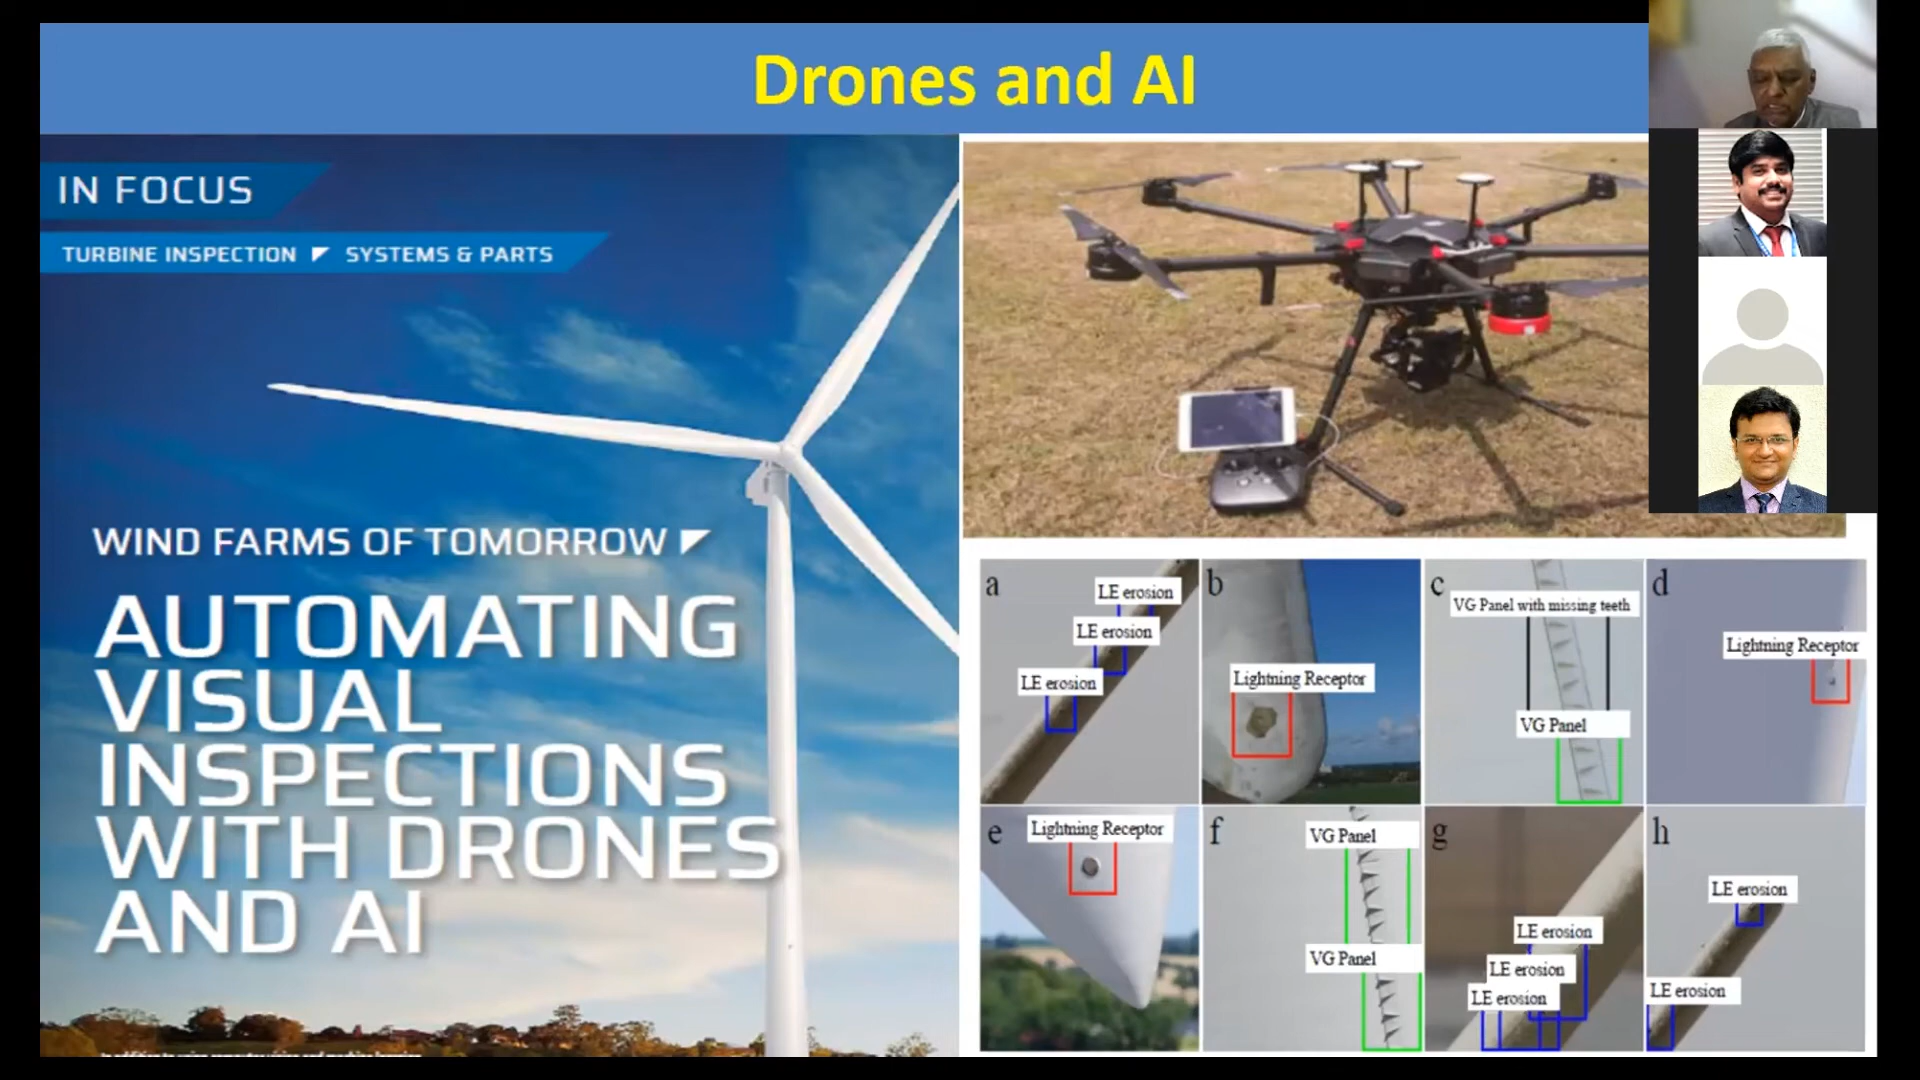 Drones and AI
IN FOCUS
TURBINE INSPECTION SYSTEMS & PARTS
WIND FARMS OF TOMORROW
AUTOMATING
VISUAL
INSPECTIONS
WITH DRONES
AND AI
a
LE erosion
LE erosion
LE erosion
b
Lightning Receptor
c
VG Panel with missing teeth
VG Panel
d
Lightning Receptor
e
Lightning Receptor
f
VG Panel
VG Panel
g
LE erosion
LE erosion
LE erosion
h
LE erosion
LE erosion